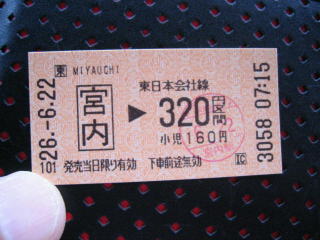 東 MIYAUCHI
東日本会社線
宮内 ▶ 320円区間
小児 160円
発売当日限り有効 下車前途無効
26.-6.22
101
3058 07:15
IC